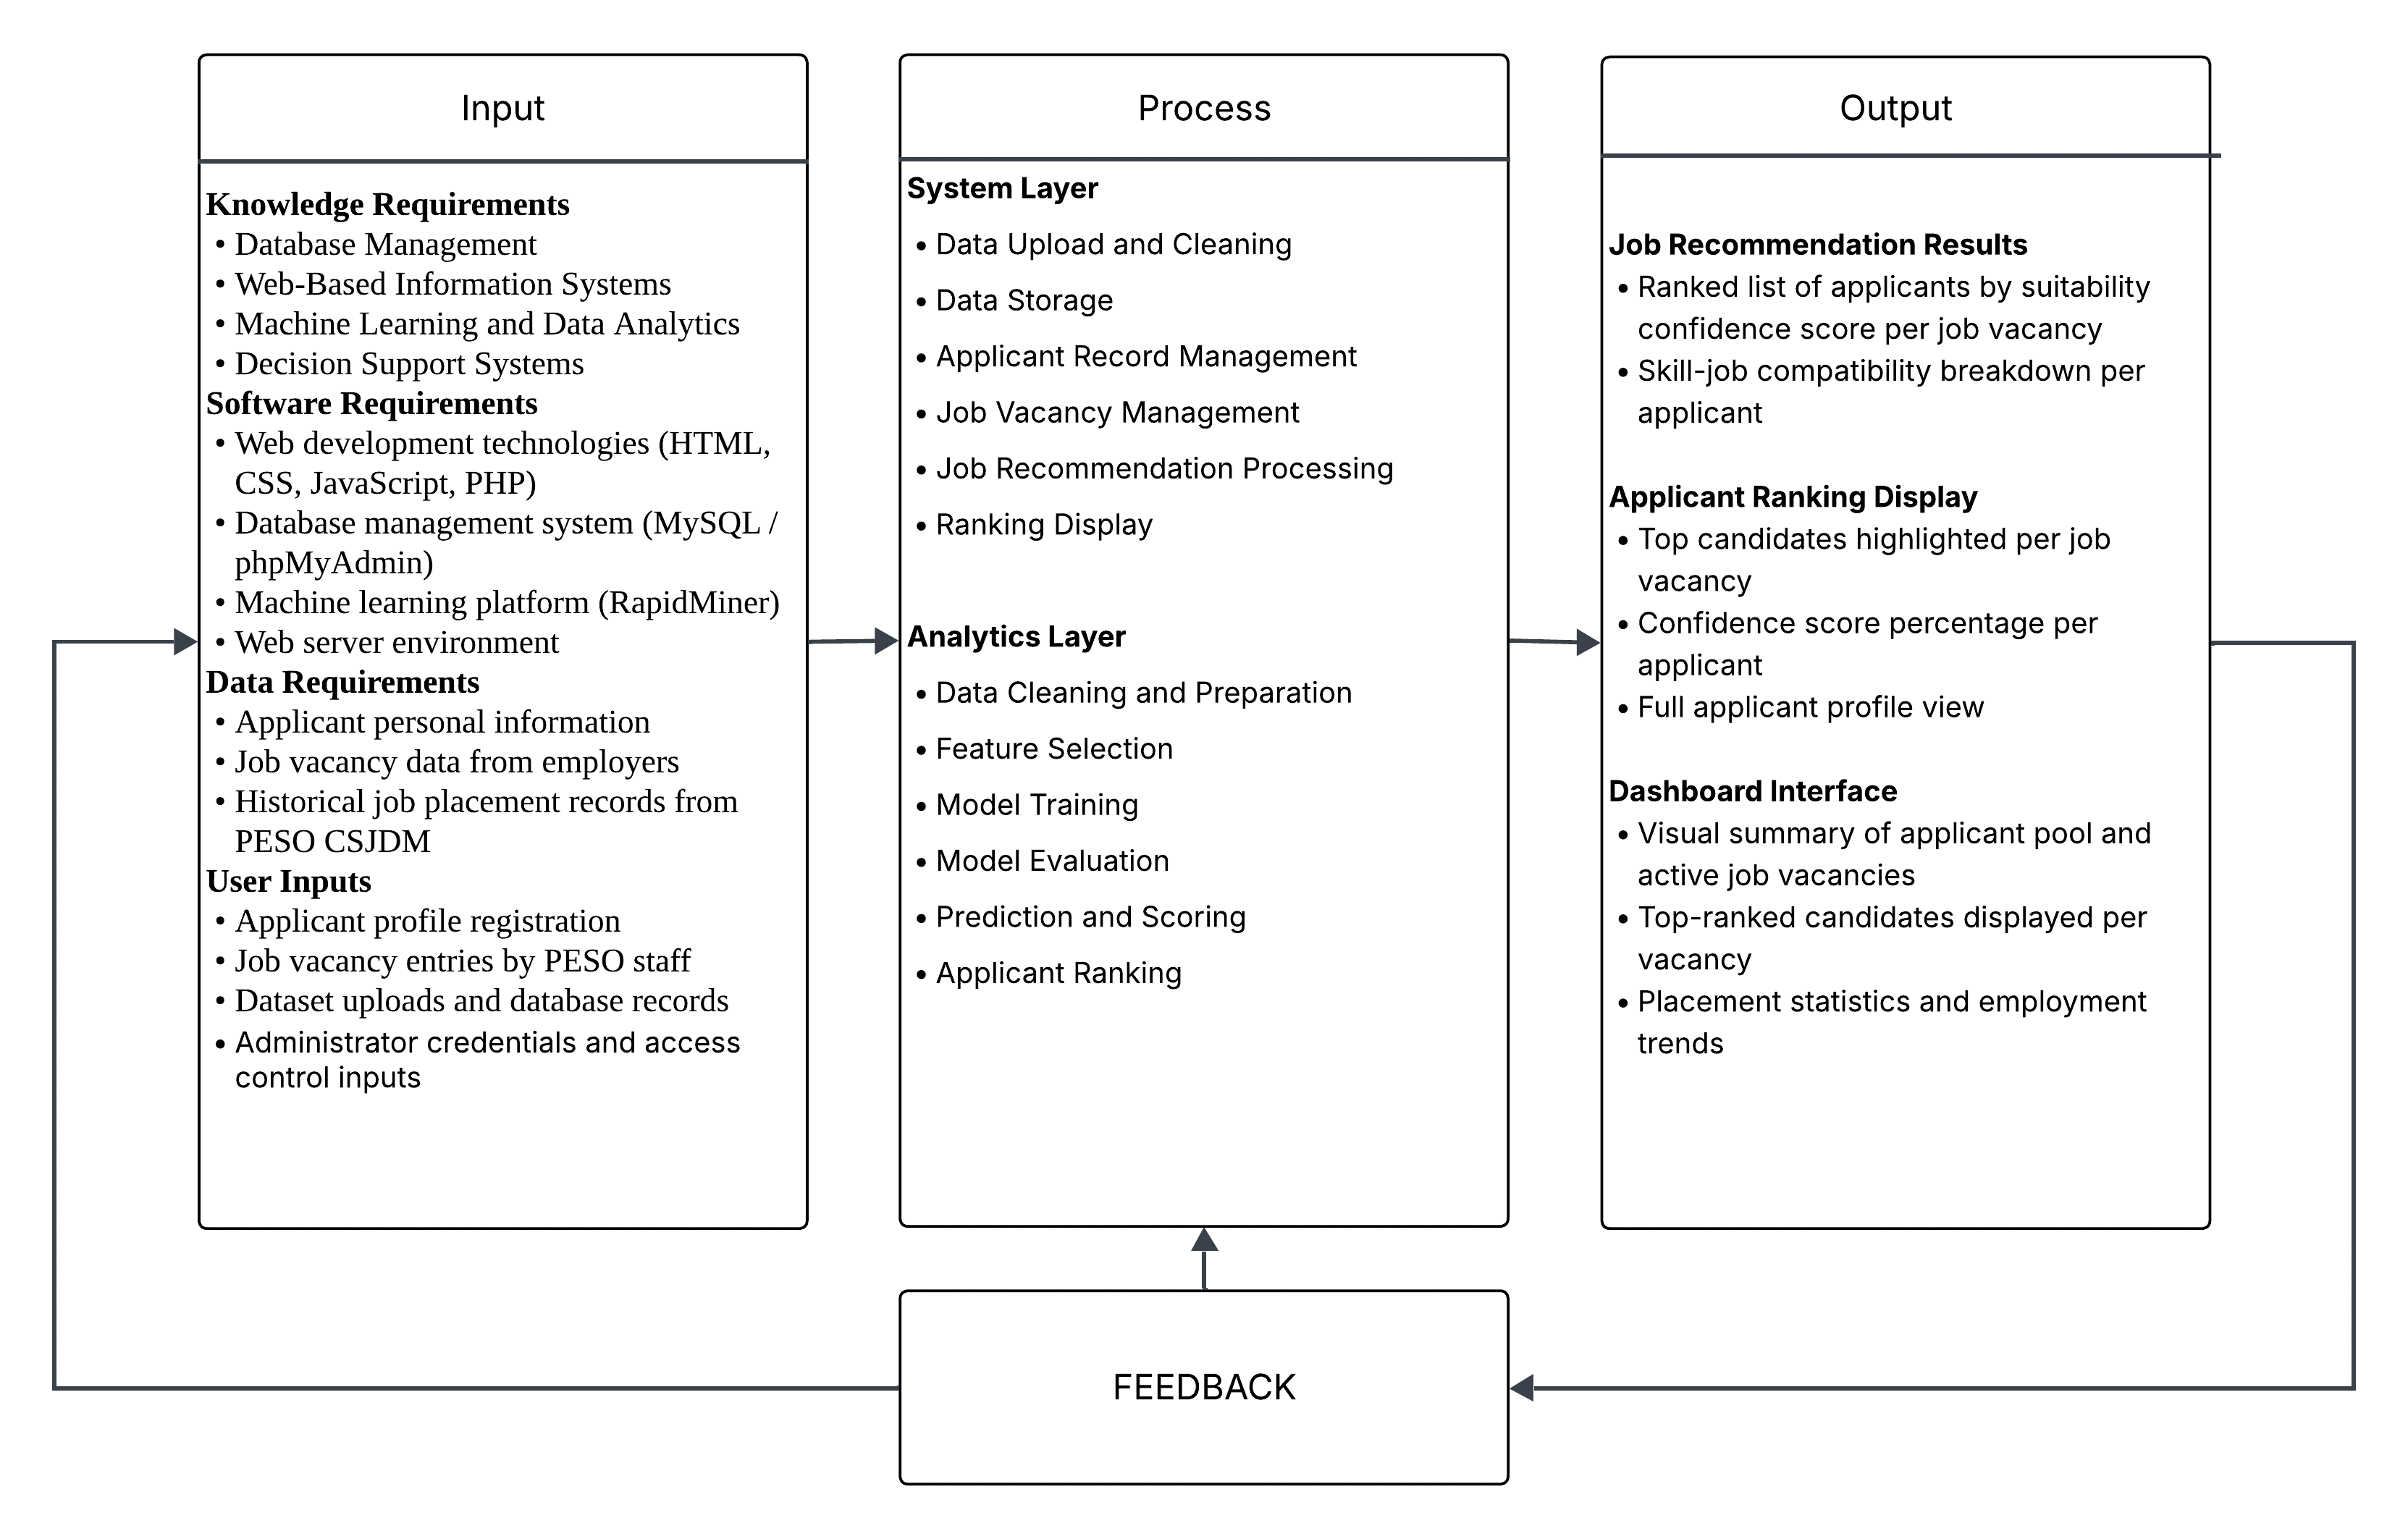 Input
Knowledge Requirements
• Database Management
• Web-Based Information Systems
• Machine Learning and Data Analytics
• Decision Support Systems
Software Requirements
• Web development technologies (HTML,
CSS, JavaScript, PHP)
• Database management system (MySQL /
phpMyAdmin)
• Machine learning platform (RapidMiner)
• Web server environment
Data Requirements
• Applicant personal information
• Job vacancy data from employers
• Historical job placement records from
PESO CSJDM
User Inputs
• Applicant profile registration
• Job vacancy entries by PESO staff
• Dataset uploads and database records
• Administrator credentials and access
control inputs
Process
System Layer
• Data Upload and Cleaning
• Data Storage
• Applicant Record Management
• Job Vacancy Management
• Job Recommendation Processing
• Ranking Display
Analytics Layer
• Data Cleaning and Preparation
• Feature Selection
• Model Training
• Model Evaluation
• Prediction and Scoring
• Applicant Ranking
Output
Job Recommendation Results
• Ranked list of applicants by suitability
confidence score per job vacancy
• Skill-job compatibility breakdown per
applicant
Applicant Ranking Display
• Top candidates highlighted per job
vacancy
• Confidence score percentage per
applicant
• Full applicant profile view
Dashboard Interface
• Visual summary of applicant pool and
active job vacancies
• Top-ranked candidates displayed per
vacancy
• Placement statistics and employment
trends
FEEDBACK